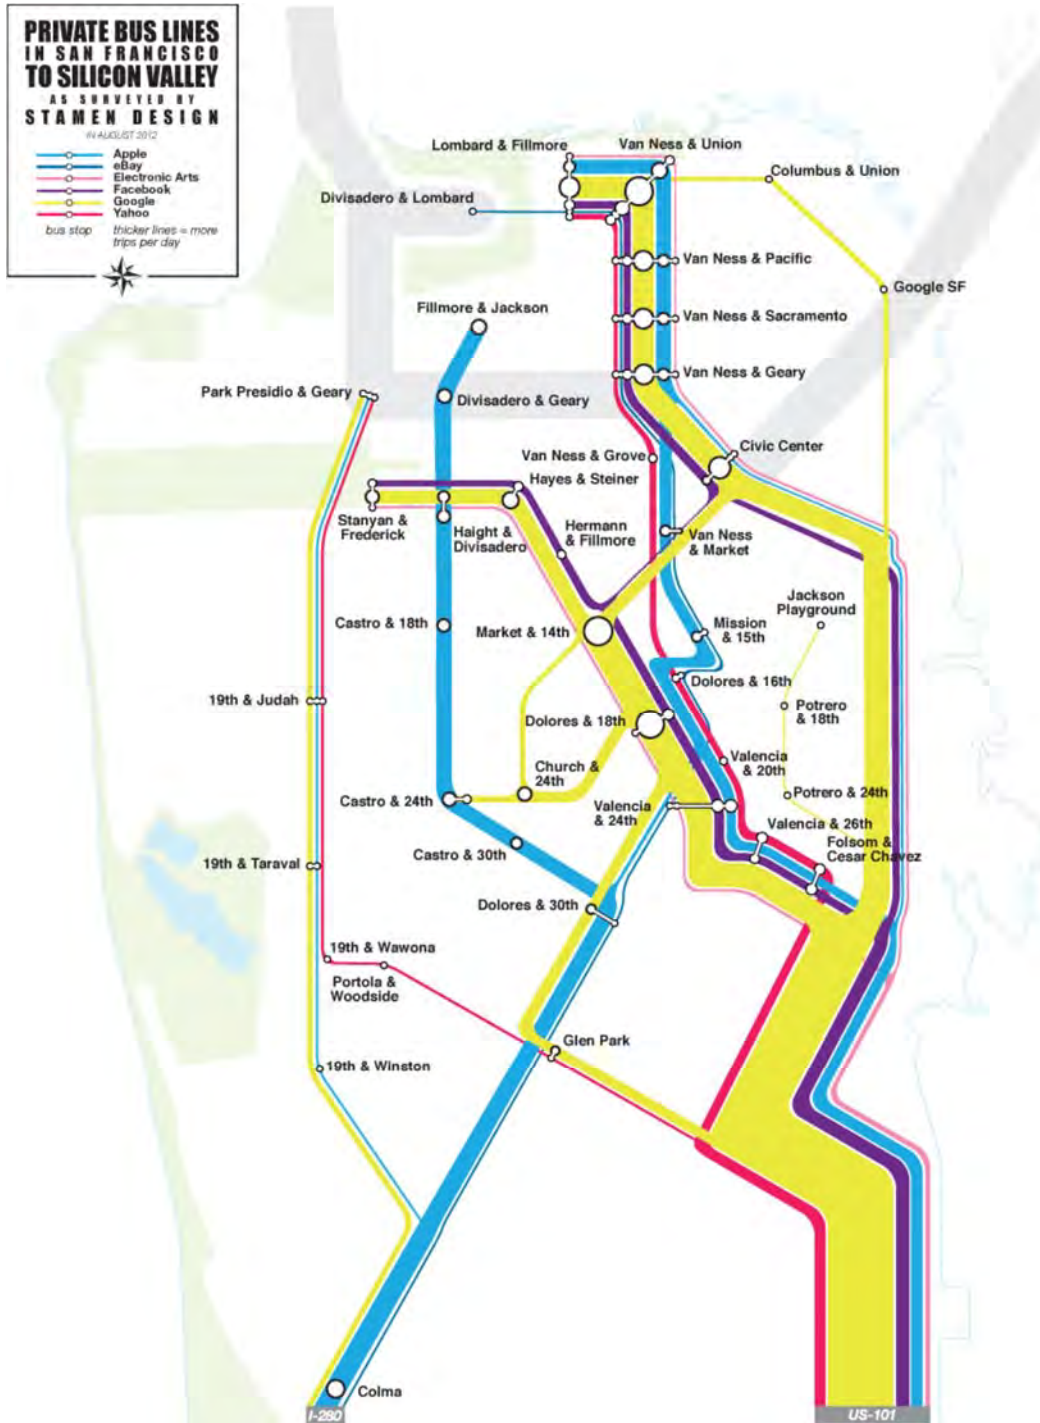 PRIVATE BUS LINES
IN SAN FRANCISCO
TO SILICON VALLEY
AS SURVEYED BY
STAMEN DESIGN
IN AUGUST 2012
Apple
eBay
Electronic Arts
Facebook
Google
Yahoo
bus stop
thicker lines = more
trips per day
Lombard & Fillmore
Van Ness & Union
Columbus & Union
Divisadero & Lombard
Van Ness & Pacific
Google SF
Fillmore & Jackson
Van Ness & Sacramento
Van Ness & Geary
Park Presidio & Geary
Divisadero & Geary
Civic Center
Van Ness & Grove
Hayes & Steiner
Stanyan &
Frederick
Haight &
Divisadero
Hermann
& Fillmore
Van Ness
& Market
Jackson
Playground
Castro & 18th
Market & 14th
Mission
& 15th
Dolores & 16th
19th & Judah
Potrero
& 18th
Dolores & 18th
Valencia
& 20th
Church &
24th
Potrero & 24th
Castro & 24th
Valencia
& 24th
Valencia & 26th
Folsom &
Cesar Chavez
Castro & 30th
19th & Taraval
Dolores & 30th
19th & Wawona
Portola &
Woodside
Glen Park
19th & Winston
Colma
I-280
US-101